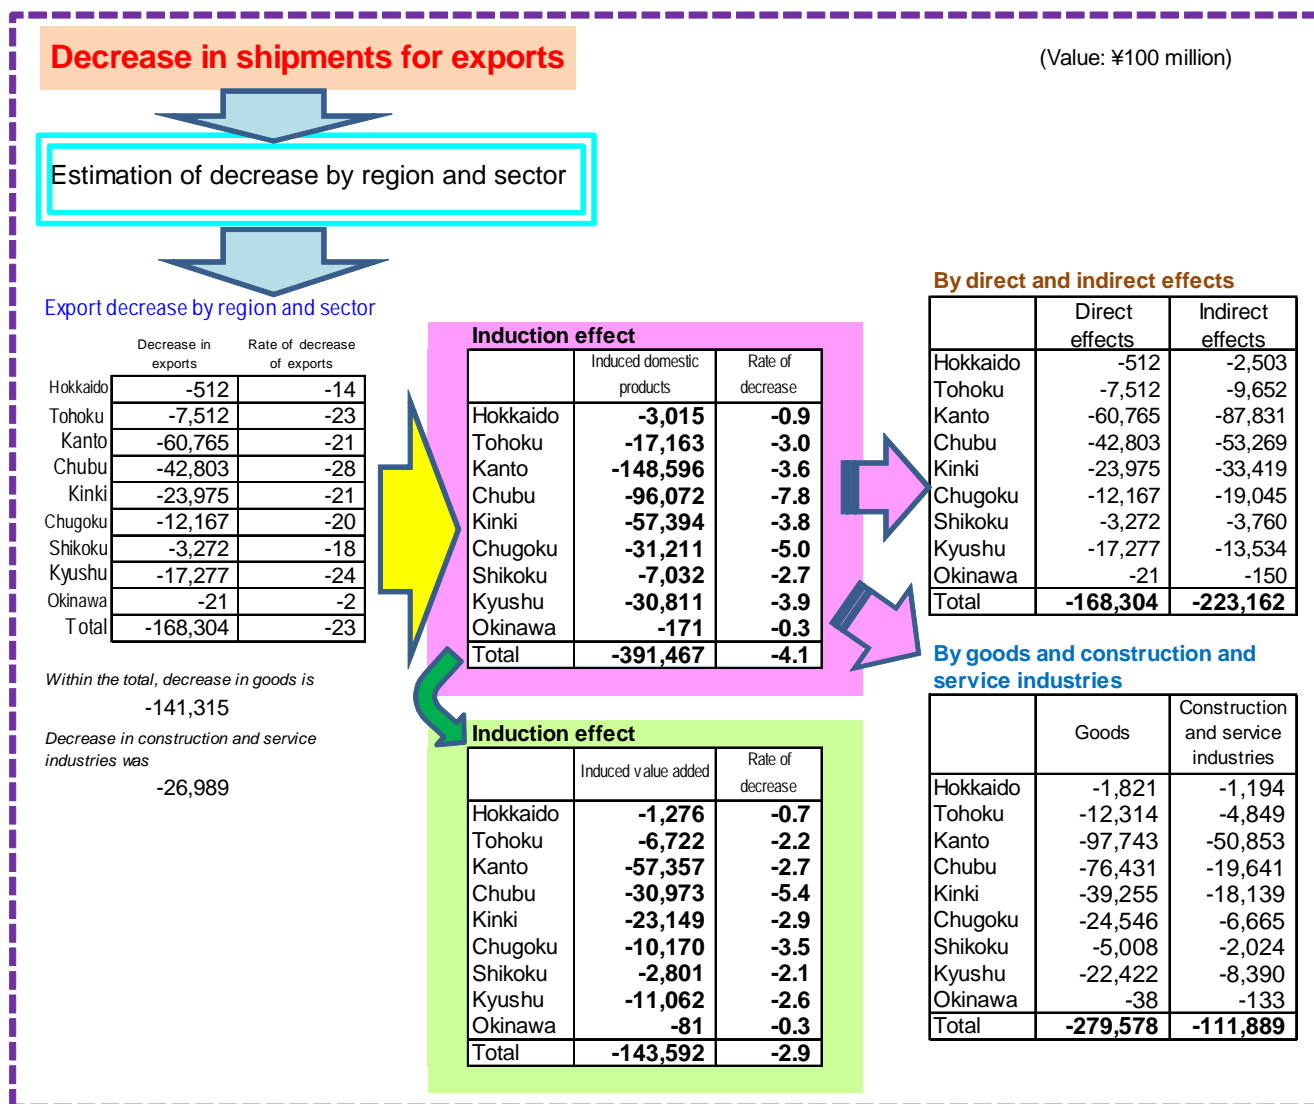 Decrease in shipments for exports
(Value: ¥100 million)
Estimation of decrease by region and sector
Export decrease by region and sector
Decrease in exports Rate of decrease of exports
Hokkaido -512 -14
Tohoku -7,512 -23
Kanto -60,765 -21
Chubu -42,803 -28
Kinki -23,975 -21
Chugoku -12,167 -20
Shikoku -3,272 -18
Kyushu -17,277 -24
Okinawa -21 -2
Total -168,304 -23
Within the total, decrease in goods is
-141,315
Decrease in construction and service
industries was
-26,989
Induction effect
Induced domestic products Rate of decrease
Hokkaido -3,015 -0.9
Tohoku -17,163 -3.0
Kanto -148,596 -3.6
Chubu -96,072 -7.8
Kinki -57,394 -3.8
Chugoku -31,211 -5.0
Shikoku -7,032 -2.7
Kyushu -30,811 -3.9
Okinawa -171 -0.3
Total -391,467 -4.1
Induction effect
Induced value added Rate of decrease
Hokkaido -1,276 -0.7
Tohoku -6,722 -2.2
Kanto -57,357 -2.7
Chubu -30,973 -5.4
Kinki -23,149 -2.9
Chugoku -10,170 -3.5
Shikoku -2,801 -2.1
Kyushu -11,062 -2.6
Okinawa -81 -0.3
Total -143,592 -2.9
By direct and indirect effects
Direct effects Indirect effects
Hokkaido -512 -2,503
Tohoku -7,512 -9,652
Kanto -60,765 -87,831
Chubu -42,803 -53,269
Kinki -23,975 -33,419
Chugoku -12,167 -19,045
Shikoku -3,272 -3,760
Kyushu -17,277 -13,534
Okinawa -21 -150
Total -168,304 -223,162
By goods and construction and
service industries
Goods Construction and service industries
Hokkaido -1,821 -1,194
Tohoku -12,314 -4,849
Kanto -97,743 -50,853
Chubu -76,431 -19,641
Kinki -39,255 -18,139
Chugoku -24,546 -6,665
Shikoku -5,008 -2,024
Kyushu -22,422 -8,390
Okinawa -38 -133
Total -279,578 -111,889